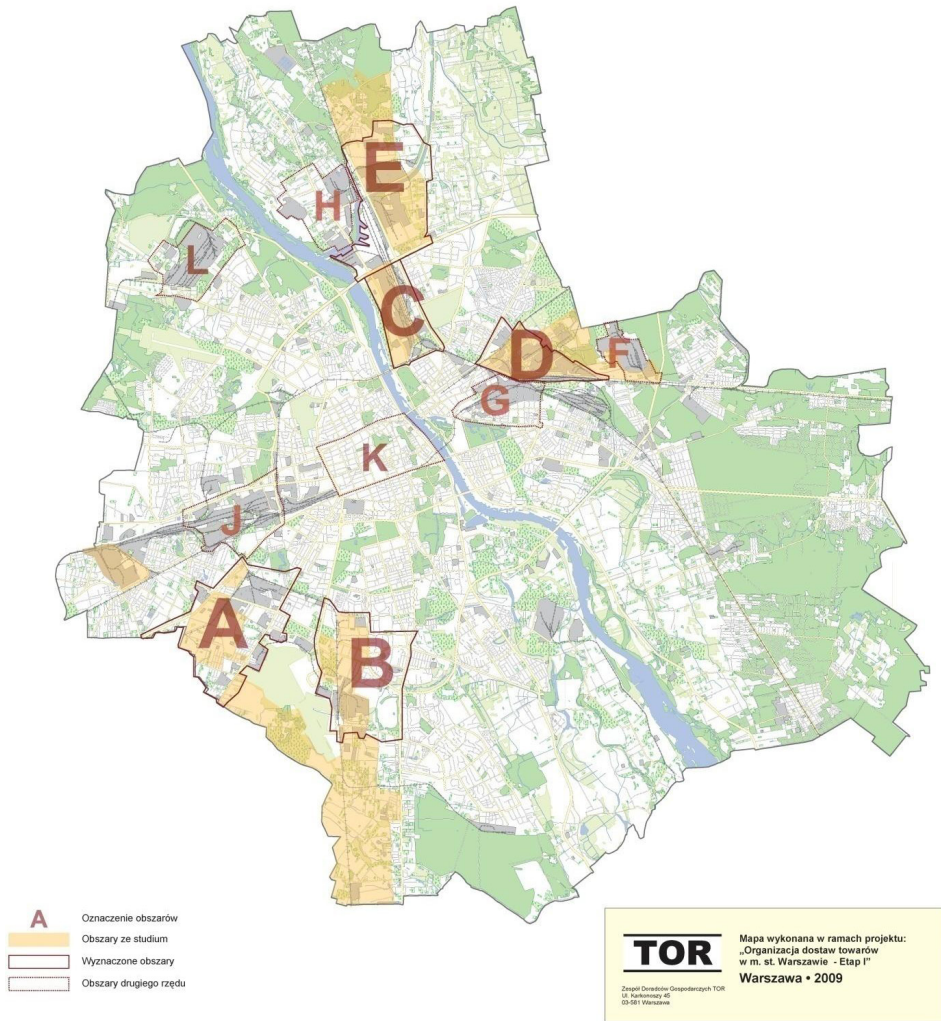 E
H
L
C
D
F
G
K
J
A
B
A Oznaczenie obszarów
Obszary ze studium
Wyznaczone obszary
Obszary drugiego rzędu
TOR
Zespół Doradców Gospodarczych TOR
Ul. Karkonoszy 45
03-581 Warszawa
Mapa wykonana w ramach projektu:
„Organizacja dostaw towarów
w m. st. Warszawie - Etap I"
Warszawa • 2009